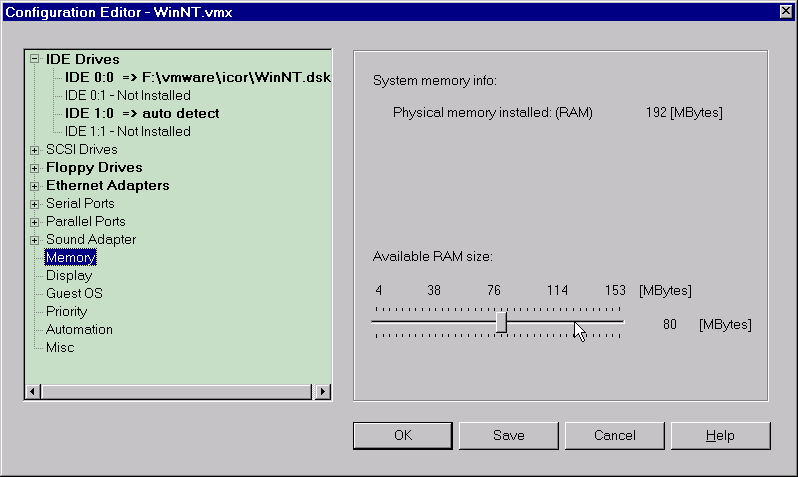 Configuration Editor - WinNT.vmx
IDE Drives
IDE 0:0 => F:\vmware\icor\WinNT.dsk
IDE 0:1 - Not Installed
IDE 1:0 => auto detect
IDE 1:1 - Not Installed
SCSI Drives
Floppy Drives
Ethernet Adapters
Serial Ports
Parallel Ports
Sound Adapter
Memory
Display
Guest OS
Priority
Automation
Misc
System memory info:
Physical memory installed: (RAM) 192 [MBytes]
Available RAM size:
4 38 76 114 153 [MBytes]
80 [MBytes]
OK Save Cancel Help